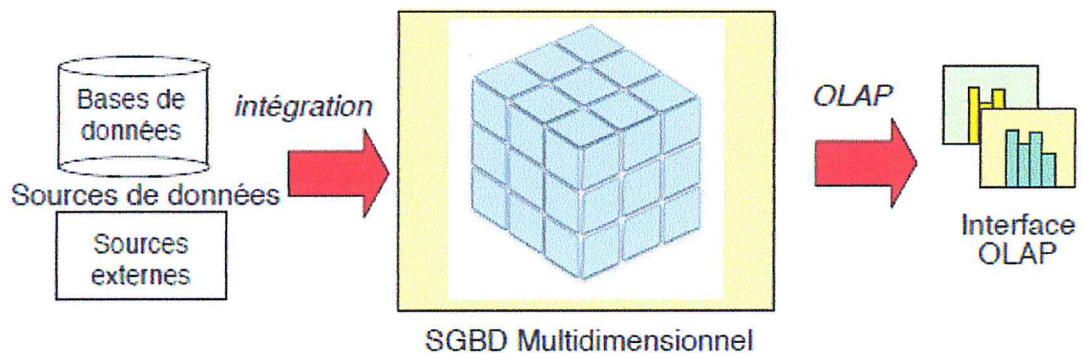 Bases de
données
Sources de données
Sources
externes
intégration
SGBD Multidimensionnel
OLAP
Interface
OLAP